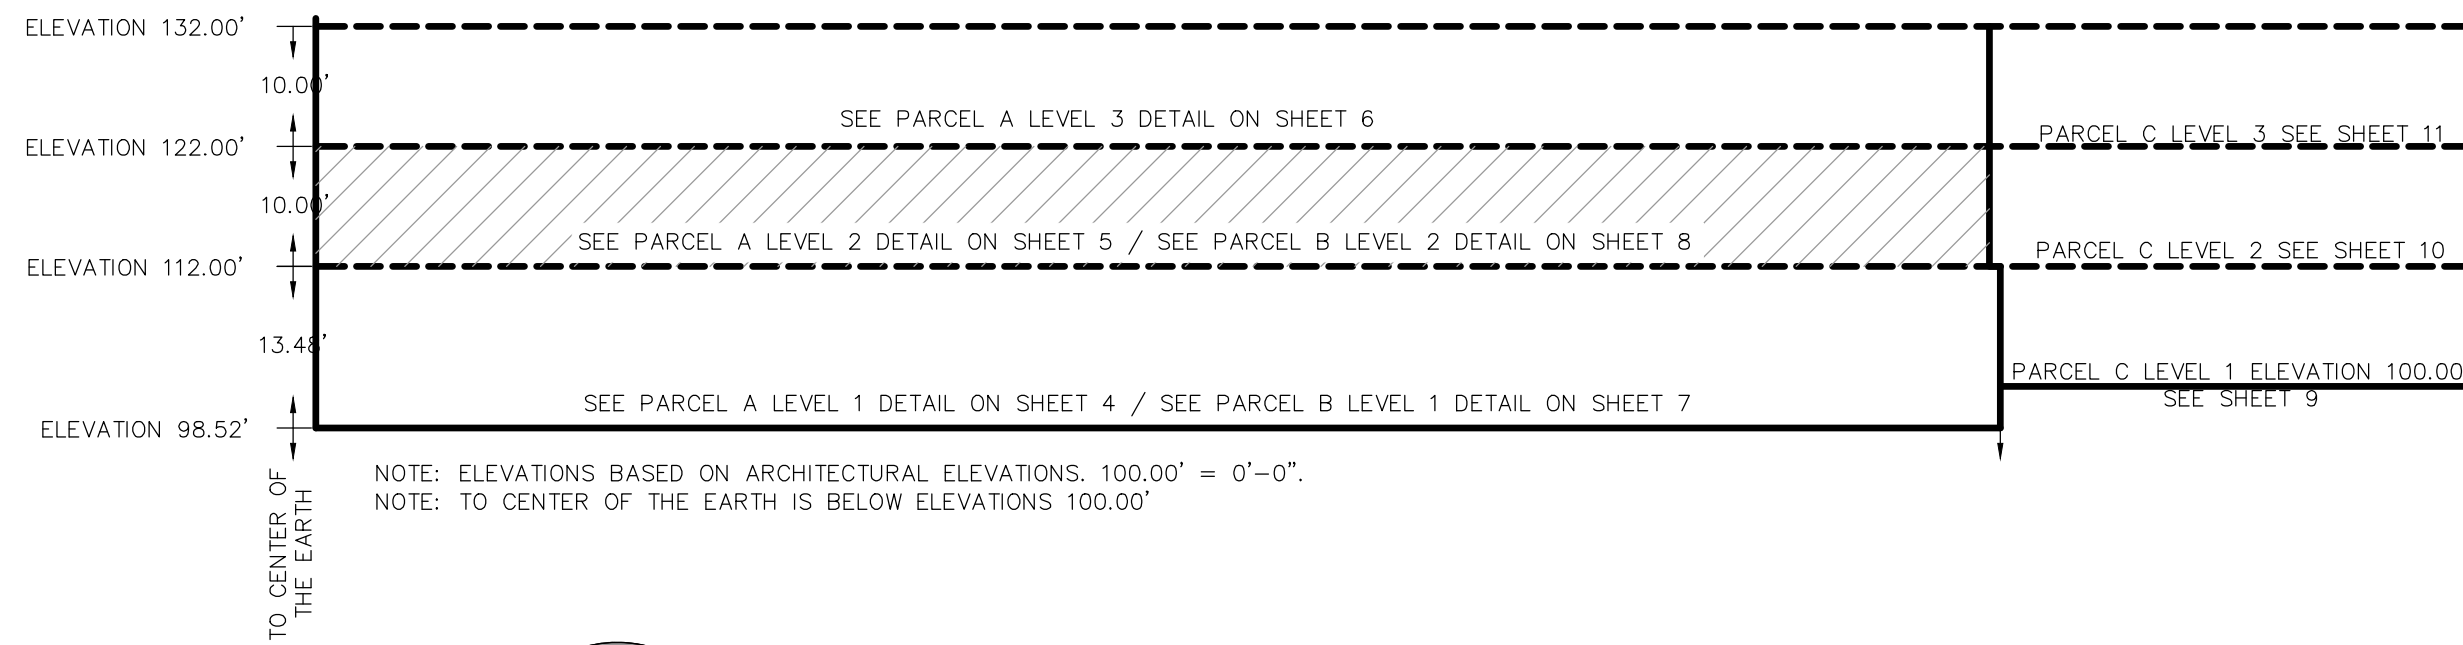 ELEVATION 132.00'
10.00'
SEE PARCEL A LEVEL 3 DETAIL ON SHEET 6
ELEVATION 122.00'
PARCEL C LEVEL 3 SEE SHEET 11
10.00'
SEE PARCEL A LEVEL 2 DETAIL ON SHEET 5 / SEE PARCEL B LEVEL 2 DETAIL ON SHEET 8
PARCEL C LEVEL 2 SEE SHEET 10
ELEVATION 112.00'
13.48'
PARCEL C LEVEL 1 ELEVATION 100.00
SEE SHEET 9
SEE PARCEL A LEVEL 1 DETAIL ON SHEET 4 / SEE PARCEL B LEVEL 1 DETAIL ON SHEET 7
ELEVATION 98.52'
NOTE: ELEVATIONS BASED ON ARCHITECTURAL ELEVATIONS. 100.00' = 0'-0".
NOTE: TO CENTER OF THE EARTH IS BELOW ELEVATIONS 100.00'
TO CENTER OF
THE EARTH